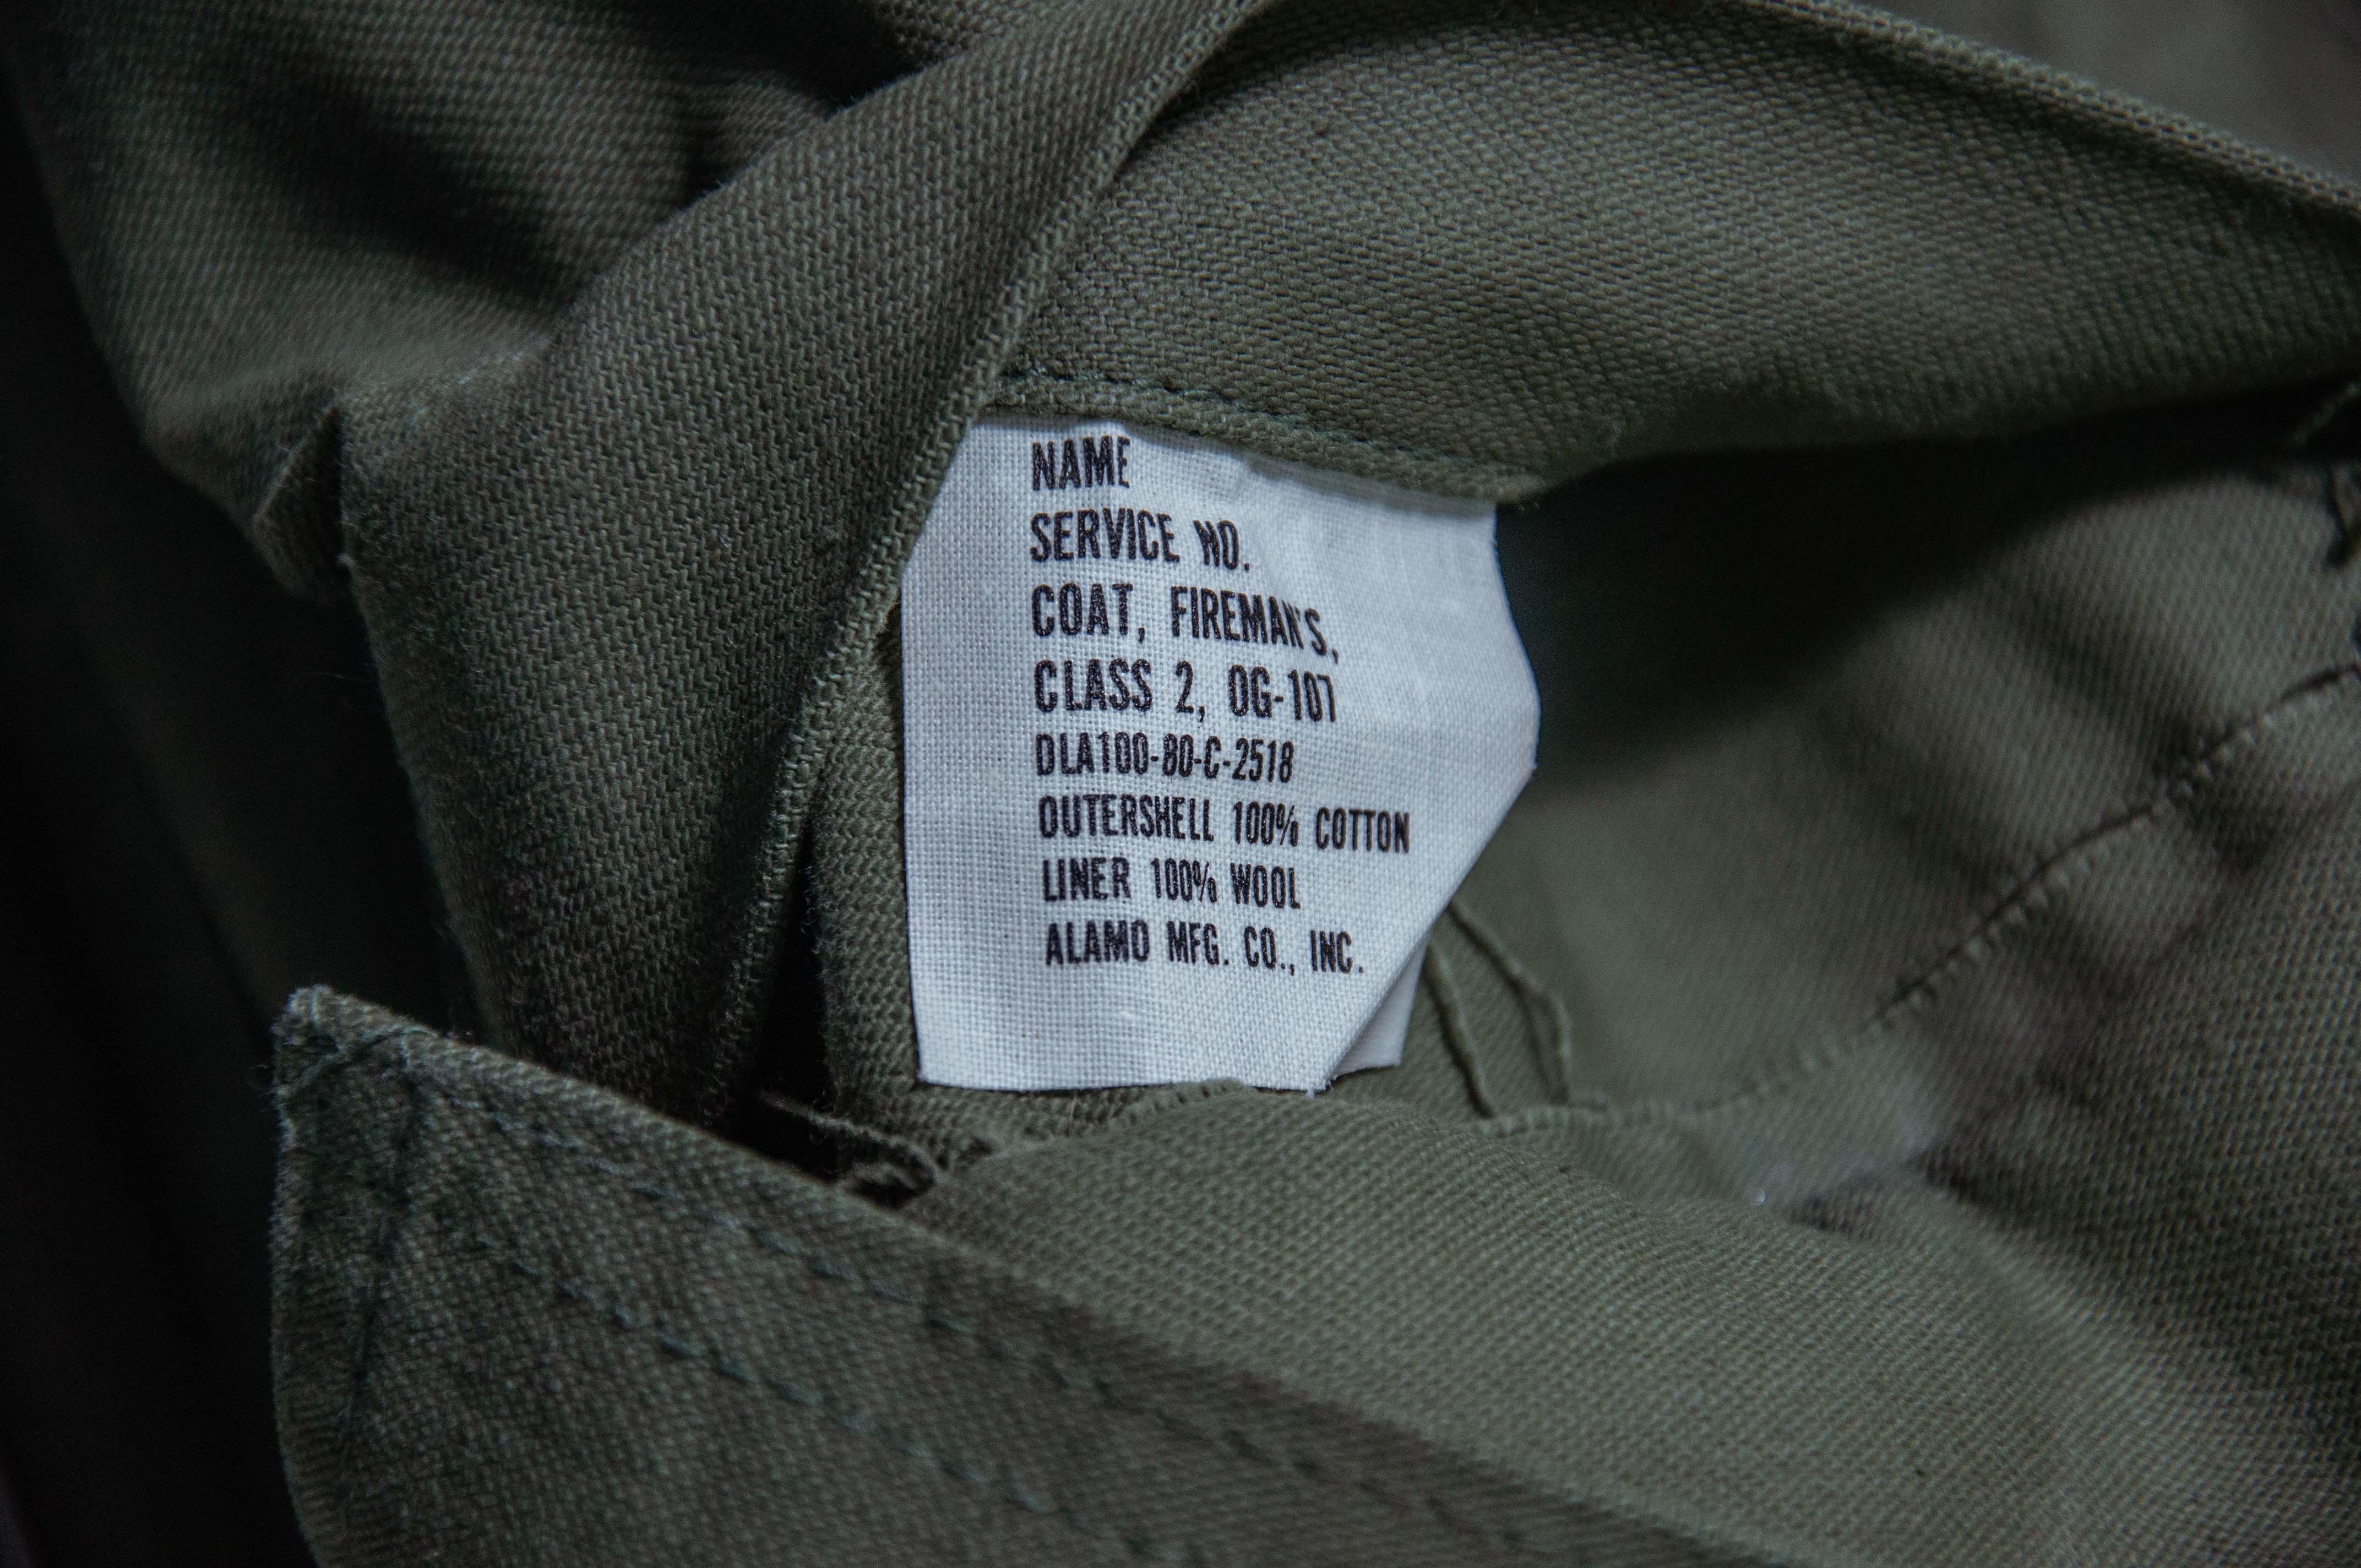 NAME
SERVICE NO.
COAT, FIREMAN'S,
CLASS 2, OG-107
DLA100-80-C-2518
OUTERSHELL 100% COTTON
LINER 100% WOOL
ALAMO MFG. CO., INC.